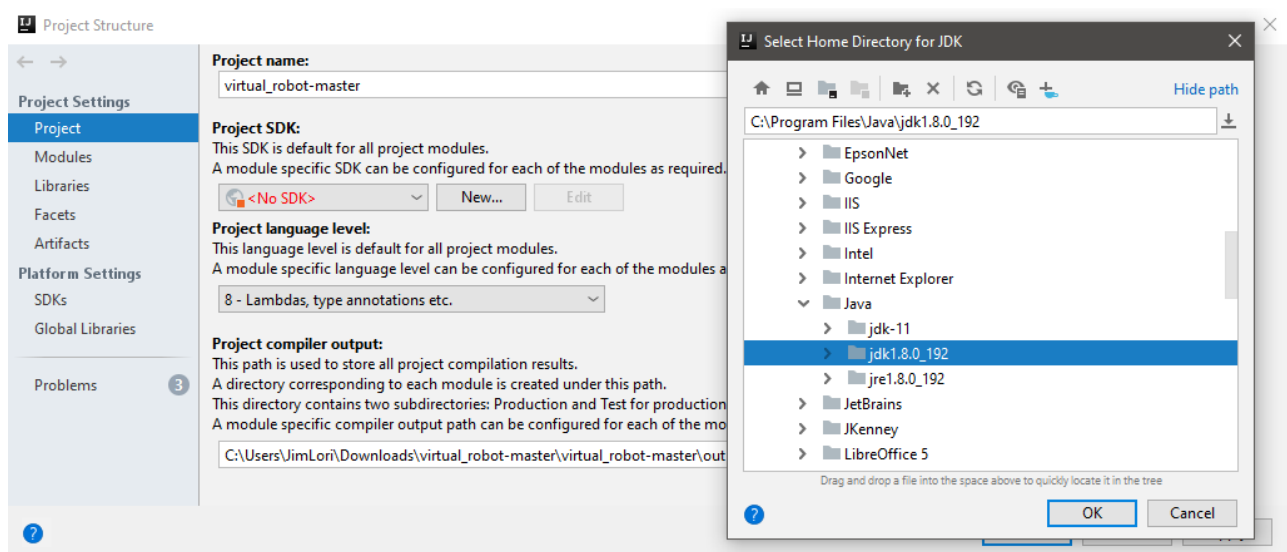 Project Structure
Project Settings
Project
Modules
Libraries
Facets
Artifacts
Platform Settings
SDKs
Global Libraries
Problems
3
Project name:
virtual_robot-master
Project SDK:
This SDK is default for all project modules.
A module specific SDK can be configured for each of the modules as required.
<No SDK>
New...
Edit
Project language level:
This language level is default for all project modules.
A module specific language level can be configured for each of the modules a
8 - Lambdas, type annotations etc.
Project compiler output:
This path is used to store all project compilation results.
A directory corresponding to each module is created under this path.
This directory contains two subdirectories: Production and Test for production
A module specific compiler output path can be configured for each of the mo
C:\Users\JimLori\Downloads\virtual_robot-master\virtual_robot-master\out
?
Select Home Directory for JDK
Hide path
C:\Program Files\Java\jdk1.8.0_192
EpsonNet
Google
IIS
IIS Express
Intel
Internet Explorer
Java
jdk-11
jdk1.8.0_192
jre1.8.0_192
JetBrains
JKenney
LibreOffice 5
Drag and drop a file into the space above to quickly locate it in the tree
?
OK
Cancel